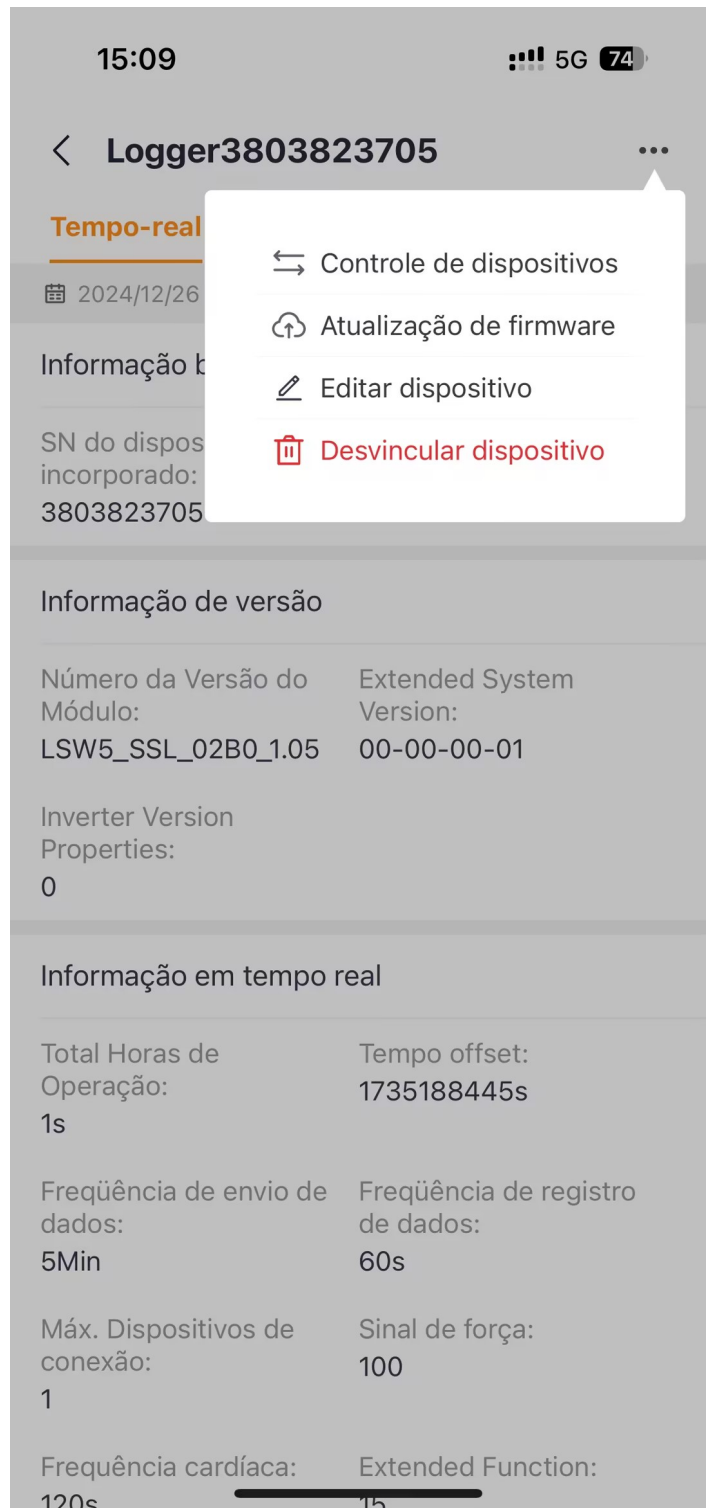 15:09
5G 74
Logger3803823705
Tempo-real
Controle de dispositivos
2024/12/26
Atualização de firmware
Informação
Editar dispositivo
SN do
Desvincular dispositivo
incorporado:
3803823705
Informação de versão
Número da Versão do
Módulo:
LSW5_SSL_02B0_1.05
Extended System
Version:
00-00-00-01
Inverter Version
Properties:
0
Informação em tempo real
Total Horas de
Operação:
1s
Tempo offset:
1735188445s
Freqüência de envio de
dados:
5Min
Freqüência de registro
de dados:
60s
Máx. Dispositivos de
conexão:
1
Sinal de força:
100
Frequência cardíaca:
120s
Extended Function:
15